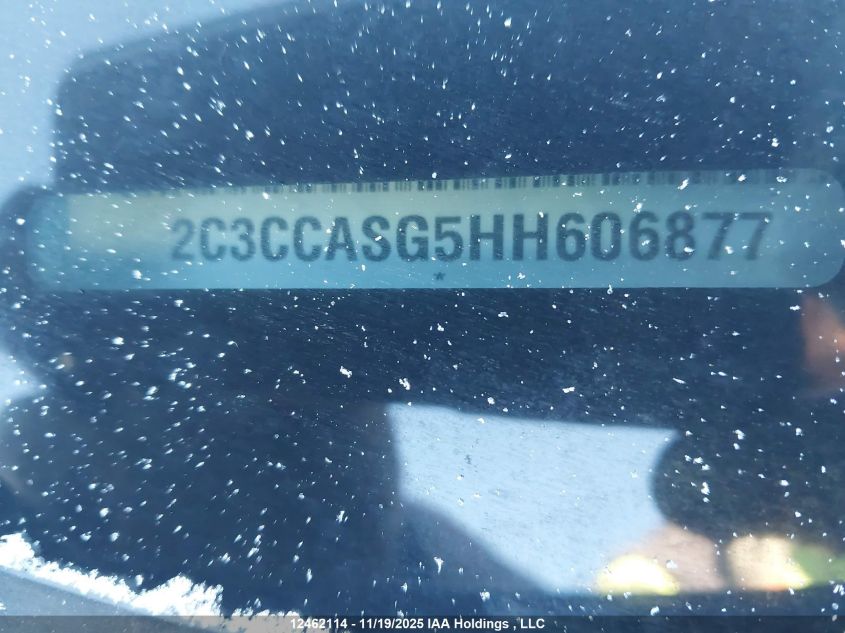 2C3CCASG5HH606877
*
12462114 - 11/19/2025 IAA Holdings , LLC